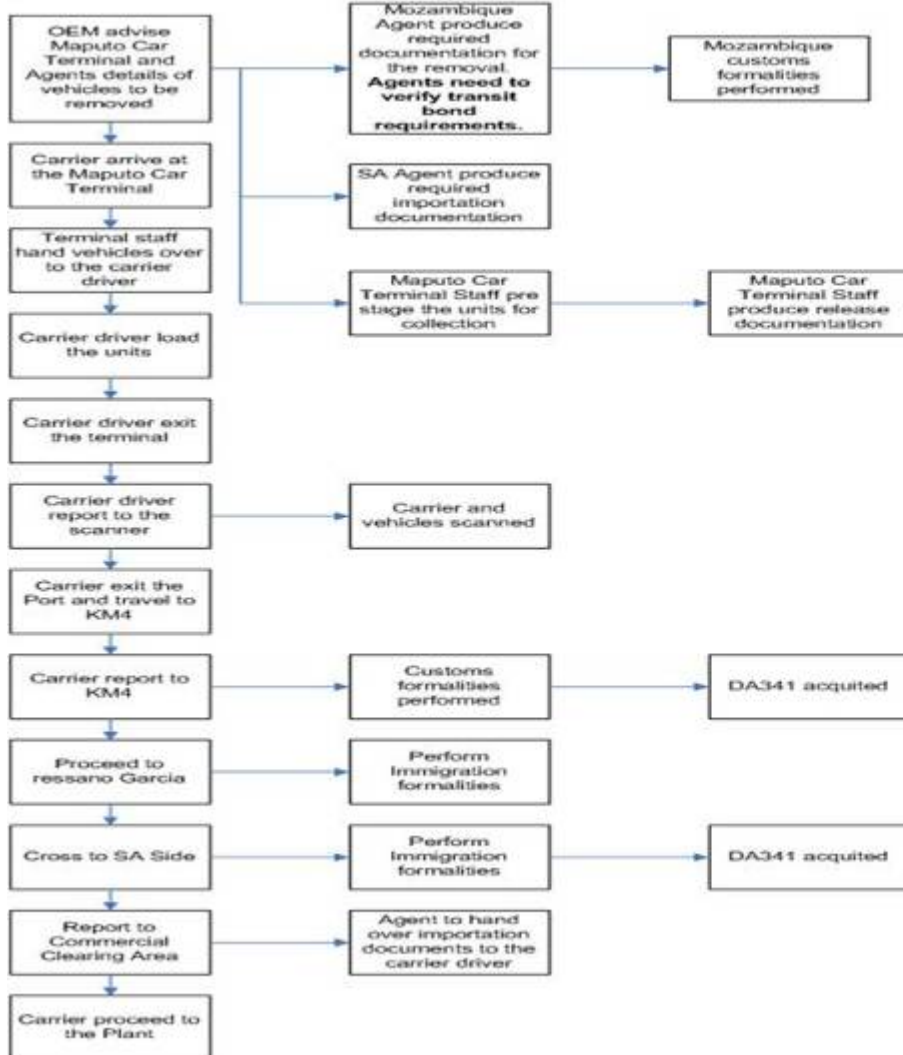 OEM advise
Maputo Car
Terminal and
Agents details of
vehicles to be
removed
Mozambique
Agent produce
required
documentation for
the removal.
Agents need to
verify transit
bond
requirements.
Mozambique
customs
formalities
performed
Carrier arrive at
the Maputo Car
Terminal
SA Agent produce
required
importation
documentation
Terminal staff
hand vehicles over
to the carrier
driver
Maputo Car
Terminal Staff pre
stage the units for
collection
Maputo Car
Terminal Staff
produce release
documentation
Carrier driver load
the units
Carrier driver exit
the terminal
Carrier driver
report to the
scanner
Carrier and
vehicles scanned
Carrier exit the
Port and travel to
KM4
Carrier report to
KM4
Customs
formalities
performed
DA341 acquited
Proceed to
ressano Garcia
Perform
Immigration
formalities
Cross to SA Side
Perform
Immigration
formalities
DA341 acquited
Report to
Commercial
Clearing Area
Agent to hand
over importation
documents to the
carrier driver
Carrier proceed to
the Plant